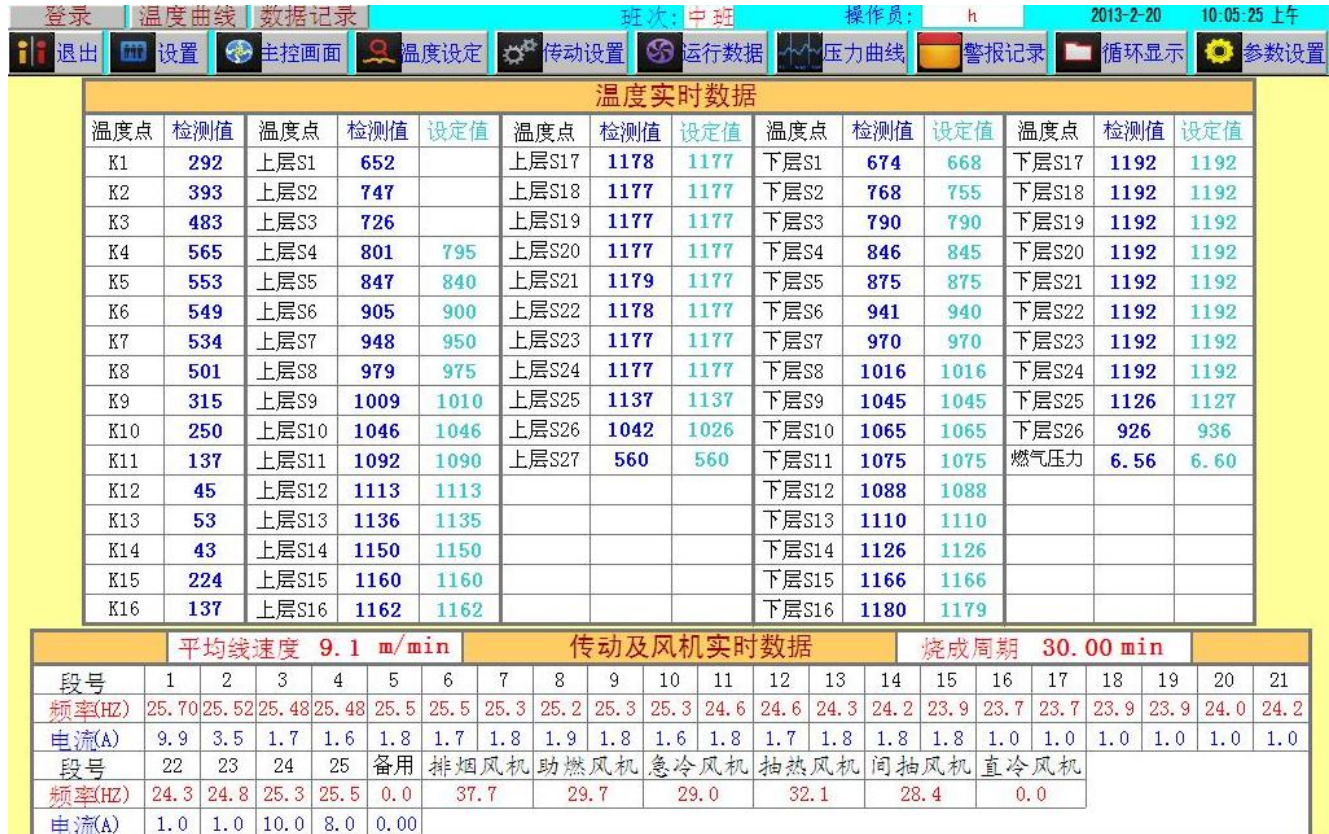 登录 温度曲线 数据记录 班次: 中班 操作员: h 2013-2-20 10:05:25 上午
退出 设置 主控画面 温度设定 传动设置 运行数据 压力曲线 警报记录 循环显示 参数设置
温度实时数据
温度点 检测值 温度点 检测值 设定值 温度点 检测值 设定值 温度点 检测值 设定值 温度点 检测值 设定值
K1 292 上层S1 652 上层S17 1178 1177 下层S1 674 668 下层S17 1192 1192
K2 393 上层S2 747 上层S18 1177 1177 下层S2 768 755 下层S18 1192 1192
K3 483 上层S3 726 上层S19 1177 1177 下层S3 790 790 下层S19 1192 1192
K4 565 上层S4 801 795 上层S20 1177 1177 下层S4 846 845 下层S20 1192 1192
K5 553 上层S5 847 840 上层S21 1179 1177 下层S5 875 875 下层S21 1192 1192
K6 549 上层S6 905 900 上层S22 1178 1177 下层S6 941 940 下层S22 1192 1192
K7 534 上层S7 948 950 上层S23 1177 1177 下层S7 970 970 下层S23 1192 1192
K8 501 上层S8 979 975 上层S24 1177 1177 下层S8 1016 1016 下层S24 1192 1192
K9 315 上层S9 1009 1010 上层S25 1137 1137 下层S9 1045 1045 下层S25 1126 1127
K10 250 上层S10 1046 1046 上层S26 1042 1026 下层S10 1065 1065 下层S26 926 936
K11 137 上层S11 1092 1090 上层S27 560 560 下层S11 1075 1075 燃气压力 6.56 6.60
K12 45 上层S12 1113 1113 下层S12 1088 1088
K13 53 上层S13 1136 1135 下层S13 1110 1110
K14 43 上层S14 1150 1150 下层S14 1126 1126
K15 224 上层S15 1160 1160 下层S15 1166 1166
K16 137 上层S16 1162 1162 下层S16 1180 1179
平均线速度 9.1 m/min 传动及风机实时数据 烧成周期 30.00 min
段号 1 2 3 4 5 6 7 8 9 10 11 12 13 14 15 16 17 18 19 20 21
频率(HZ) 25.70 25.52 25.48 25.48 25.5 25.5 25.3 25.2 25.3 25.3 24.6 24.6 24.3 24.2 23.9 23.7 23.7 23.9 23.9 24.0 24.2
电流(A) 9.9 3.5 1.7 1.6 1.8 1.7 1.8 1.9 1.8 1.6 1.8 1.7 1.8 1.8 1.8 1.0 1.0 1.0 1.0 1.0 1.0
段号 22 23 24 25 备用 排烟风机 助燃风机 急冷风机 抽热风机 间抽风机 直冷风机
频率(HZ) 24.3 24.8 25.3 25.5 0.0 37.7 29.7 29.0 32.1 28.4 0.0
电流(A) 1.0 1.0 10.0 8.0 0.00